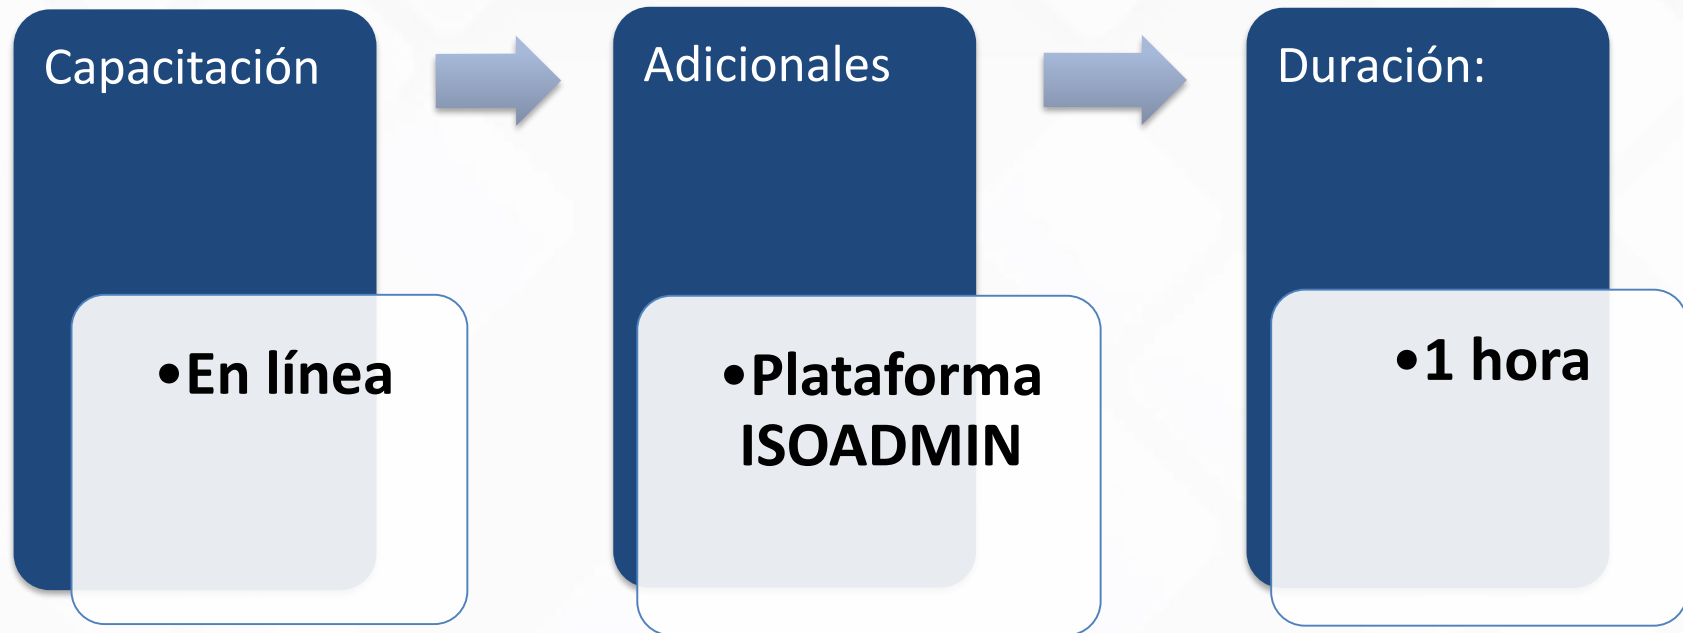 Capacitación
•En línea
Adicionales
•Plataforma
ISOADMIN
Duración:
•1 hora